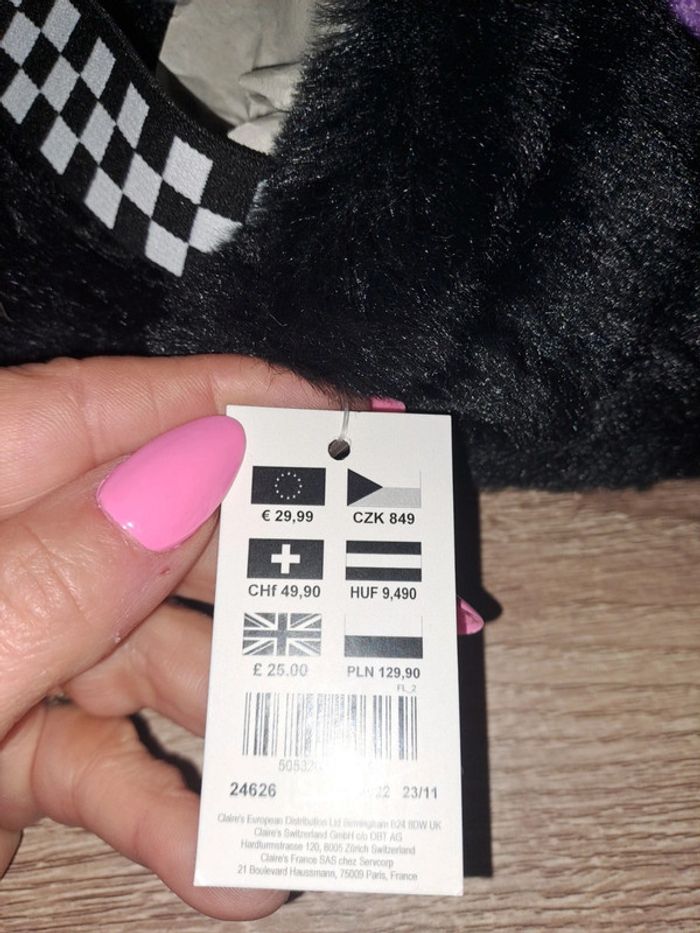 € 29,99 CZK 849
CHf 49,90 HUF 9,490
£ 25.00 PLN 129,90
FL_2
24626 23/11
Claire's European Distribution Ltd Birmingham B24 8DW UK
Claire's Switzerland GmbH c/o DBT AG
Hardturmstrasse 120, 8005 Zürich Switzerland
Claire's France SAS chez Servcorp
21 Boulevard Haussmann, 75009 Paris, France